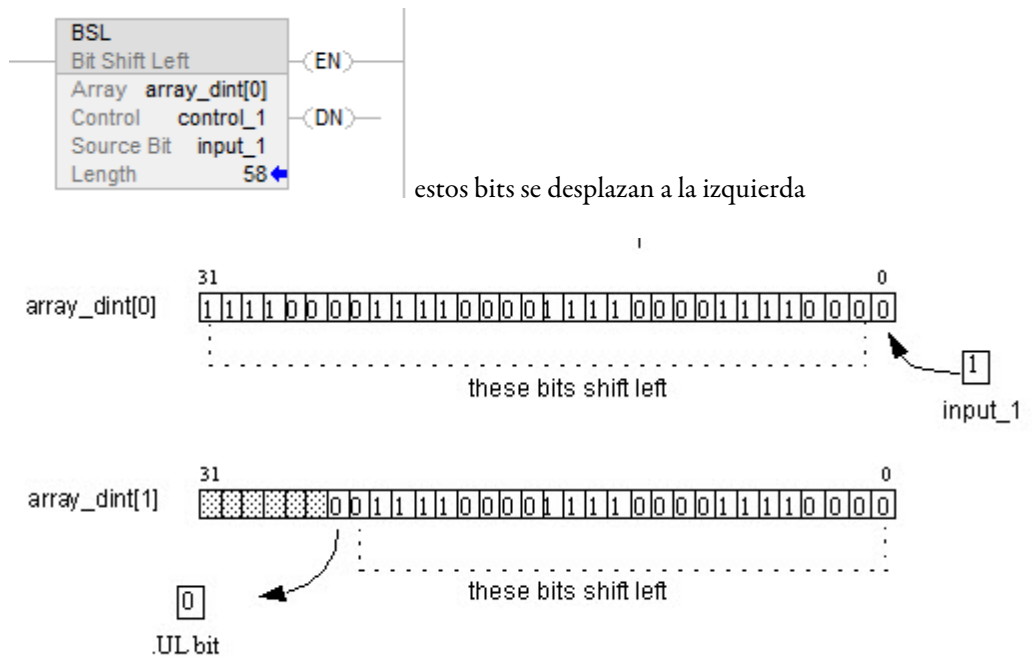 BSL
Bit Shift Left
EN
Array array_dint[0]
Control control_1
DN
Source Bit input_1
Length 58
estos bits se desplazan a la izquierda
31 0
array_dint[0] 1 1 1 1 0 0 0 0 1 1 1 1 0 0 0 0 1 1 1 1 0 0 0 0 1 1 1 1 0 0 0 0
1
these bits shift left
input_1
31 0
array_dint[1] 0 0 1 1 1 1 0 0 0 0 1 1 1 1 0 0 0 0 1 1 1 1 0 0 0 0
these bits shift left
0
.UL bit